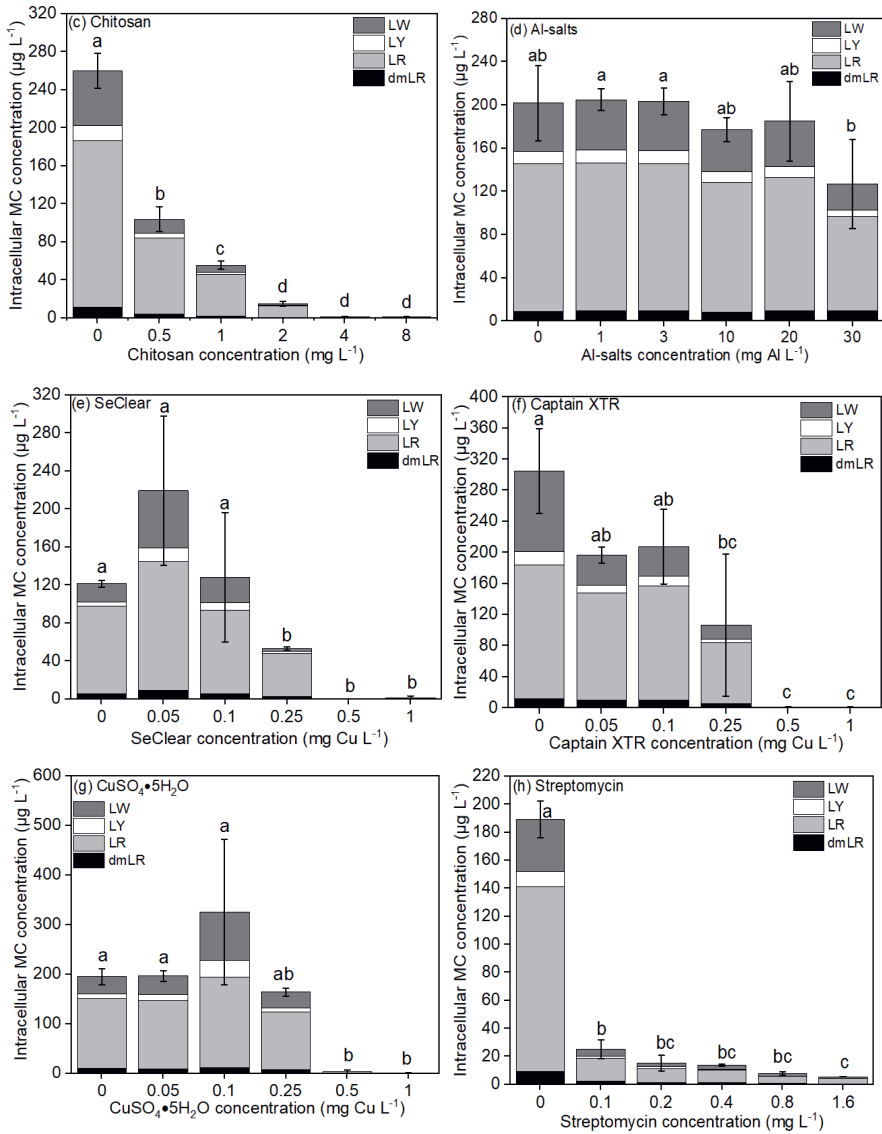 (c) Chitosan
LW
LY
LR
dmLR
Intracellular MC concentration (µg L⁻¹)
320
280
240
200
160
120
80
40
0
a
b
c
d
d
d
0 0.5 1 2 4 8
Chitosan concentration (mg L⁻¹)
(d) Al-salts
LW
LY
LR
dmLR
Intracellular MC concentration (µg L⁻¹)
280
240
200
160
120
80
40
0
ab
a
a
ab
ab
b
0 1 3 10 20 30
Al-salts concentration (mg Al L⁻¹)
(e) SeClear
LW
LY
LR
dmLR
Intracellular MC concentration (µg L⁻¹)
320
280
240
200
160
120
80
40
0
a
a
a
b
b
b
0 0.05 0.1 0.25 0.5 1
SeClear concentration (mg Cu L⁻¹)
(f) Captain XTR
LW
LY
LR
dmLR
Intracellular MC concentration (µg L⁻¹)
400
360
320
280
240
200
160
120
80
40
0
a
ab
ab
bc
c
c
0 0.05 0.1 0.25 0.5 1
Captain XTR concentration (mg Cu L⁻¹)
(g) CuSO₄•5H₂O
LW
LY
LR
dmLR
Intracellular MC concentration (µg L⁻¹)
600
500
400
300
200
100
0
a
a
a
ab
b
b
0 0.05 0.1 0.25 0.5 1
CuSO₄•5H₂O concentration (mg Cu L⁻¹)
(h) Streptomycin
LW
LY
LR
dmLR
Intracellular MC concentration (µg L⁻¹)
220
200
180
160
140
120
100
80
60
40
20
0
a
b
bc
bc
bc
c
0 0.1 0.2 0.4 0.8 1.6
Streptomycin concentration (mg L⁻¹)